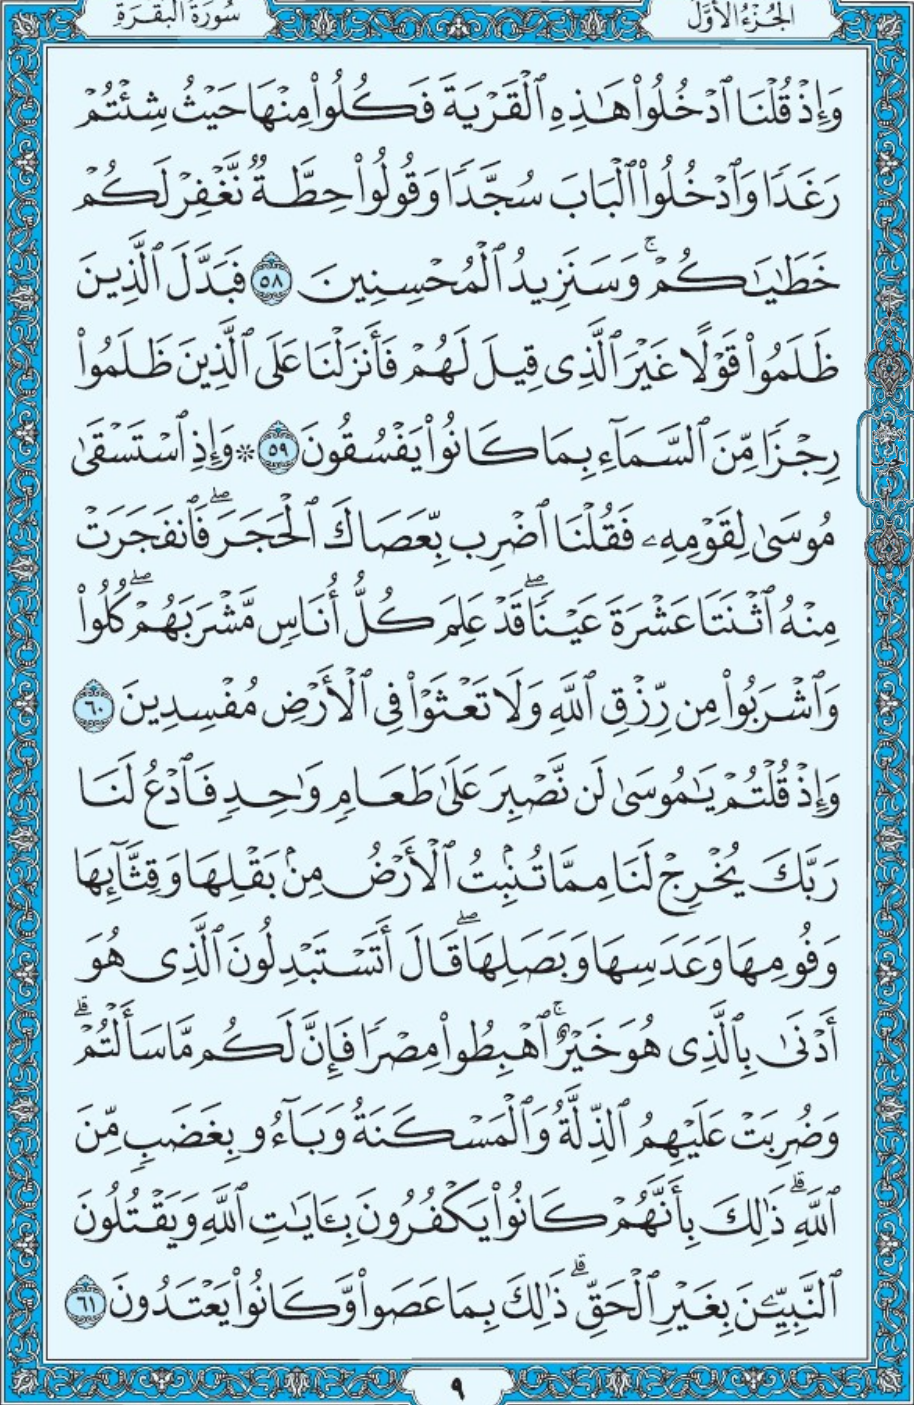 الجُزْءُ الأَوَّلُ
سُورَةُ البَقَرَةِ
وَإِذْ قُلْنَا ٱدْخُلُوا۟ هَـٰذِهِ ٱلْقَرْيَةَ فَكُلُوا۟ مِنْهَا حَيْثُ شِئْتُمْ
رَغَدًا وَٱدْخُلُوا۟ ٱلْبَابَ سُجَّدًا وَقُولُوا۟ حِطَّةٌ نَّغْفِرْ لَكُمْ
خَطَـٰيَـٰكُمْ ۚ وَسَنَزِيدُ ٱلْمُحْسِنِينَ ٥٨ فَبَدَّلَ ٱلَّذِينَ
ظَلَمُوا۟ قَوْلًا غَيْرَ ٱلَّذِى قِيلَ لَهُمْ فَأَنزَلْنَا عَلَى ٱلَّذِينَ ظَلَمُوا۟
رِجْزًا مِّنَ ٱلسَّمَآءِ بِمَا كَانُوا۟ يَفْسُقُونَ ٥٩ * وَإِذِ ٱسْتَسْقَىٰ
مُوسَىٰ لِقَوْمِهِۦ فَقُلْنَا ٱضْرِب بِّعَصَاكَ ٱلْحَجَرَ ۖ فَٱنفَجَرَتْ
مِنْهُ ٱثْنَتَا عَشْرَةَ عَيْنًا ۖ قَدْ عَلِمَ كُلُّ أُنَاسٍ مَّشْرَبَهُمْ ۖ كُلُوا۟
وَٱشْرَبُوا۟ مِن رِّزْقِ ٱللَّهِ وَلَا تَعْثَوْا۟ فِى ٱلْأَرْضِ مُفْسِدِينَ ٦٠
وَإِذْ قُلْتُمْ يَـٰمُوسَىٰ لَن نَّصْبِرَ عَلَىٰ طَعَامٍ وَٰحِدٍ فَٱدْعُ لَنَا
رَبَّكَ يُخْرِجْ لَنَا مِمَّا تُنۢبِتُ ٱلْأَرْضُ مِنۢ بَقْلِهَا وَقِثَّآئِهَا
وَفُومِهَا وَعَدَسِهَا وَبَصَلِهَا ۖ قَالَ أَتَسْتَبْدِلُونَ ٱلَّذِى هُوَ
أَدْنَىٰ بِٱلَّذِى هُوَ خَيْرٌ ۚ ٱهْبِطُوا۟ مِصْرًا فَإِنَّ لَكُم مَّا سَأَلْتُمْ ۗ
وَضُرِبَتْ عَلَيْهِمُ ٱلذِّلَّةُ وَٱلْمَسْكَنَةُ وَبَآءُو بِغَضَبٍ مِّنَ
ٱللَّهِ ۗ ذَٰلِكَ بِأَنَّهُمْ كَانُوا۟ يَكْفُرُونَ بِـَٔايَـٰتِ ٱللَّهِ وَيَقْتُلُونَ
ٱلنَّبِيِّـۧنَ بِغَيْرِ ٱلْحَقِّ ۗ ذَٰلِكَ بِمَا عَصَوا۟ وَّكَانُوا۟ يَعْتَدُونَ ٦١
٩